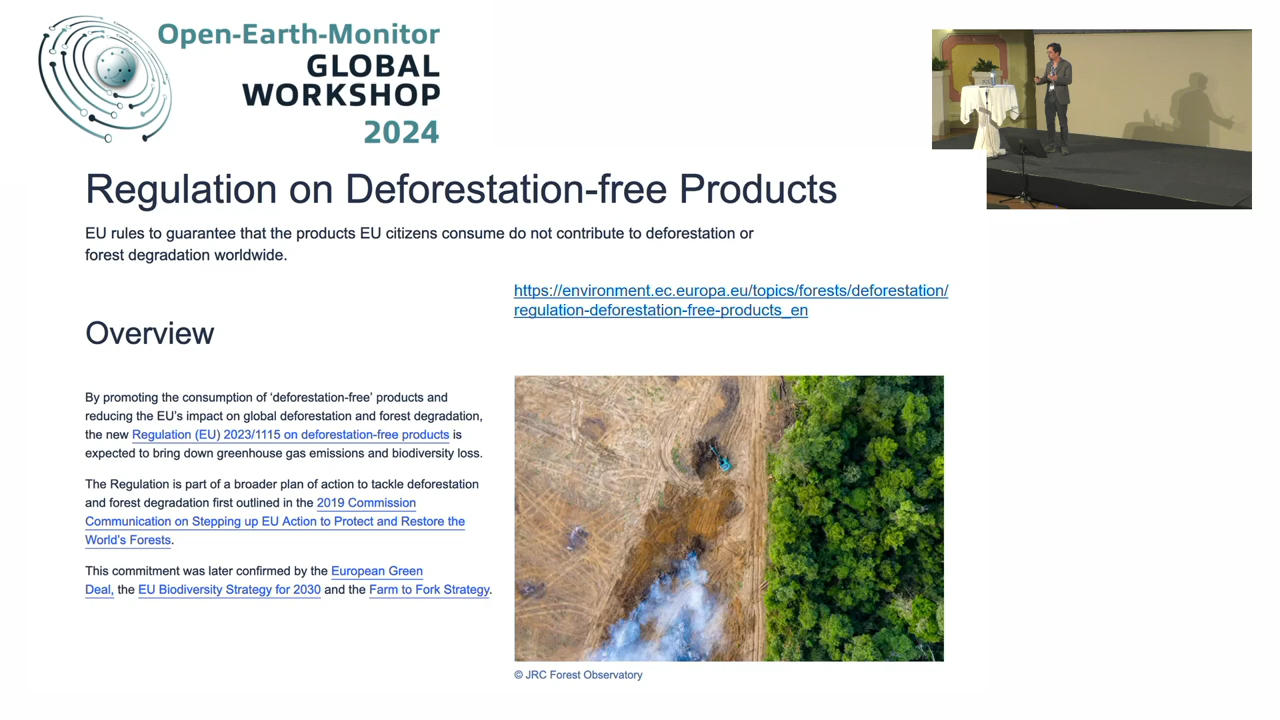 Open-Earth-Monitor
GLOBAL
WORKSHOP
2024
Regulation on Deforestation-free Products
EU rules to guarantee that the products EU citizens consume do not contribute to deforestation or
forest degradation worldwide.
https://environment.ec.europa.eu/topics/forests/deforestation/
regulation-deforestation-free-products_en
Overview
By promoting the consumption of ‘deforestation-free’ products and
reducing the EU’s impact on global deforestation and forest degradation,
the new Regulation (EU) 2023/1115 on deforestation-free products is
expected to bring down greenhouse gas emissions and biodiversity loss.
The Regulation is part of a broader plan of action to tackle deforestation
and forest degradation first outlined in the 2019 Commission
Communication on Stepping up EU Action to Protect and Restore the
World’s Forests.
This commitment was later confirmed by the European Green
Deal, the EU Biodiversity Strategy for 2030 and the Farm to Fork Strategy.
© JRC Forest Observatory